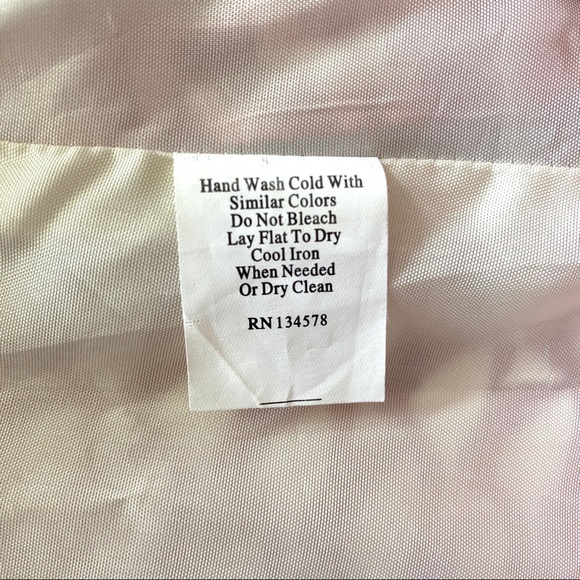 Hand Wash Cold With
Similar Colors
Do Not Bleach
Lay Flat To Dry
Cool Iron
When Needed
Or Dry Clean
RN 134578